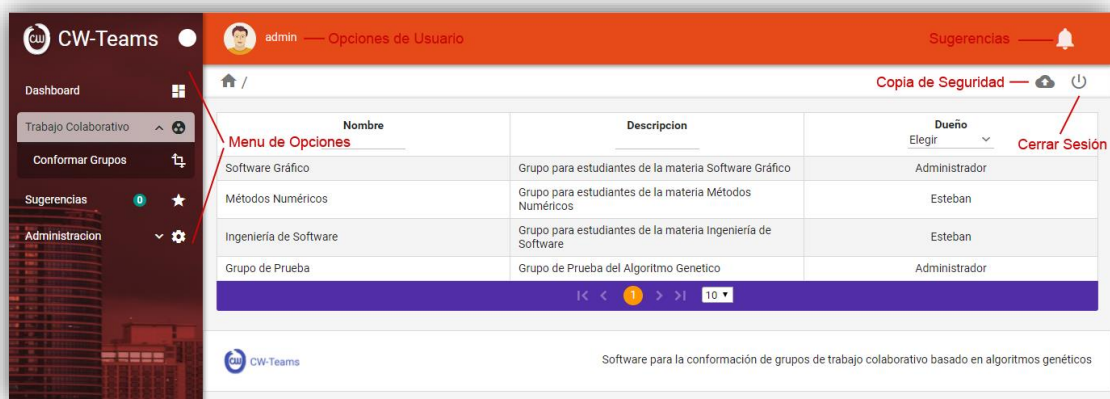 CW-Teams
admin
Opciones de Usuario
Sugerencias
Dashboard
/
Copia de Seguridad
Trabajo Colaborativo
Conformar Grupos
Sugerencias 0
Administracion
Menu de Opciones
Cerrar Sesión
Nombre Descripcion Dueño
Elegir
Software Gráfico Grupo para estudiantes de la materia Software Gráfico Administrador
Métodos Numéricos Grupo para estudiantes de la materia Métodos Esteban
Numéricos
Ingeniería de Software Grupo para estudiantes de la materia Ingeniería de Esteban
Software
Grupo de Prueba Grupo de Prueba del Algoritmo Genetico Administrador
1 10
CW CW-Teams
Software para la conformación de grupos de trabajo colaborativo basado en algoritmos genéticos